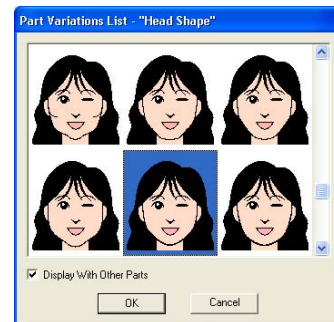 Part Variations List - "Head Shape"
Display With Other Parts
OK
Cancel